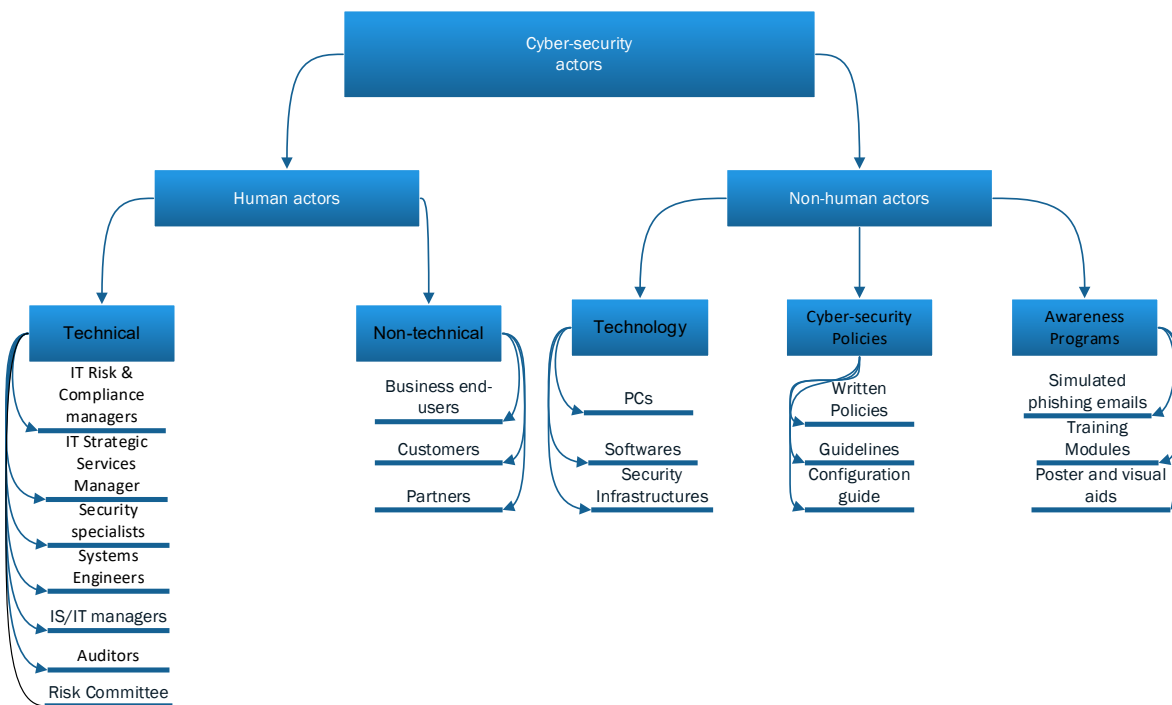 Cyber-security
actors
Human actors
Non-human actors
Technical
Non-technical
Technology
Cyber-security
Policies
Awareness
Programs
IT Risk &
Compliance
managers
IT Strategic
Services
Manager
Security
specialists
Systems
Engineers
IS/IT managers
Auditors
Risk Committee
Business end-
users
Customers
Partners
PCs
Softwares
Security
Infrastructures
Written
Policies
Guidelines
Configuration
guide
Simulated
phishing emails
Training
Modules
Poster and visual
aids